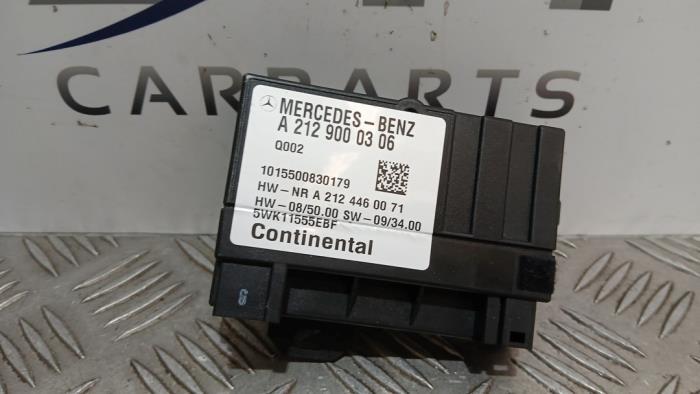 CARPARTS
MERCEDES-BENZ
A 212 900 03 06
Q002
1015500830179
HW-NR A 212 446 00 71
HW-08/50.00 SW-09/34.00
5WK11555EBF
Continental